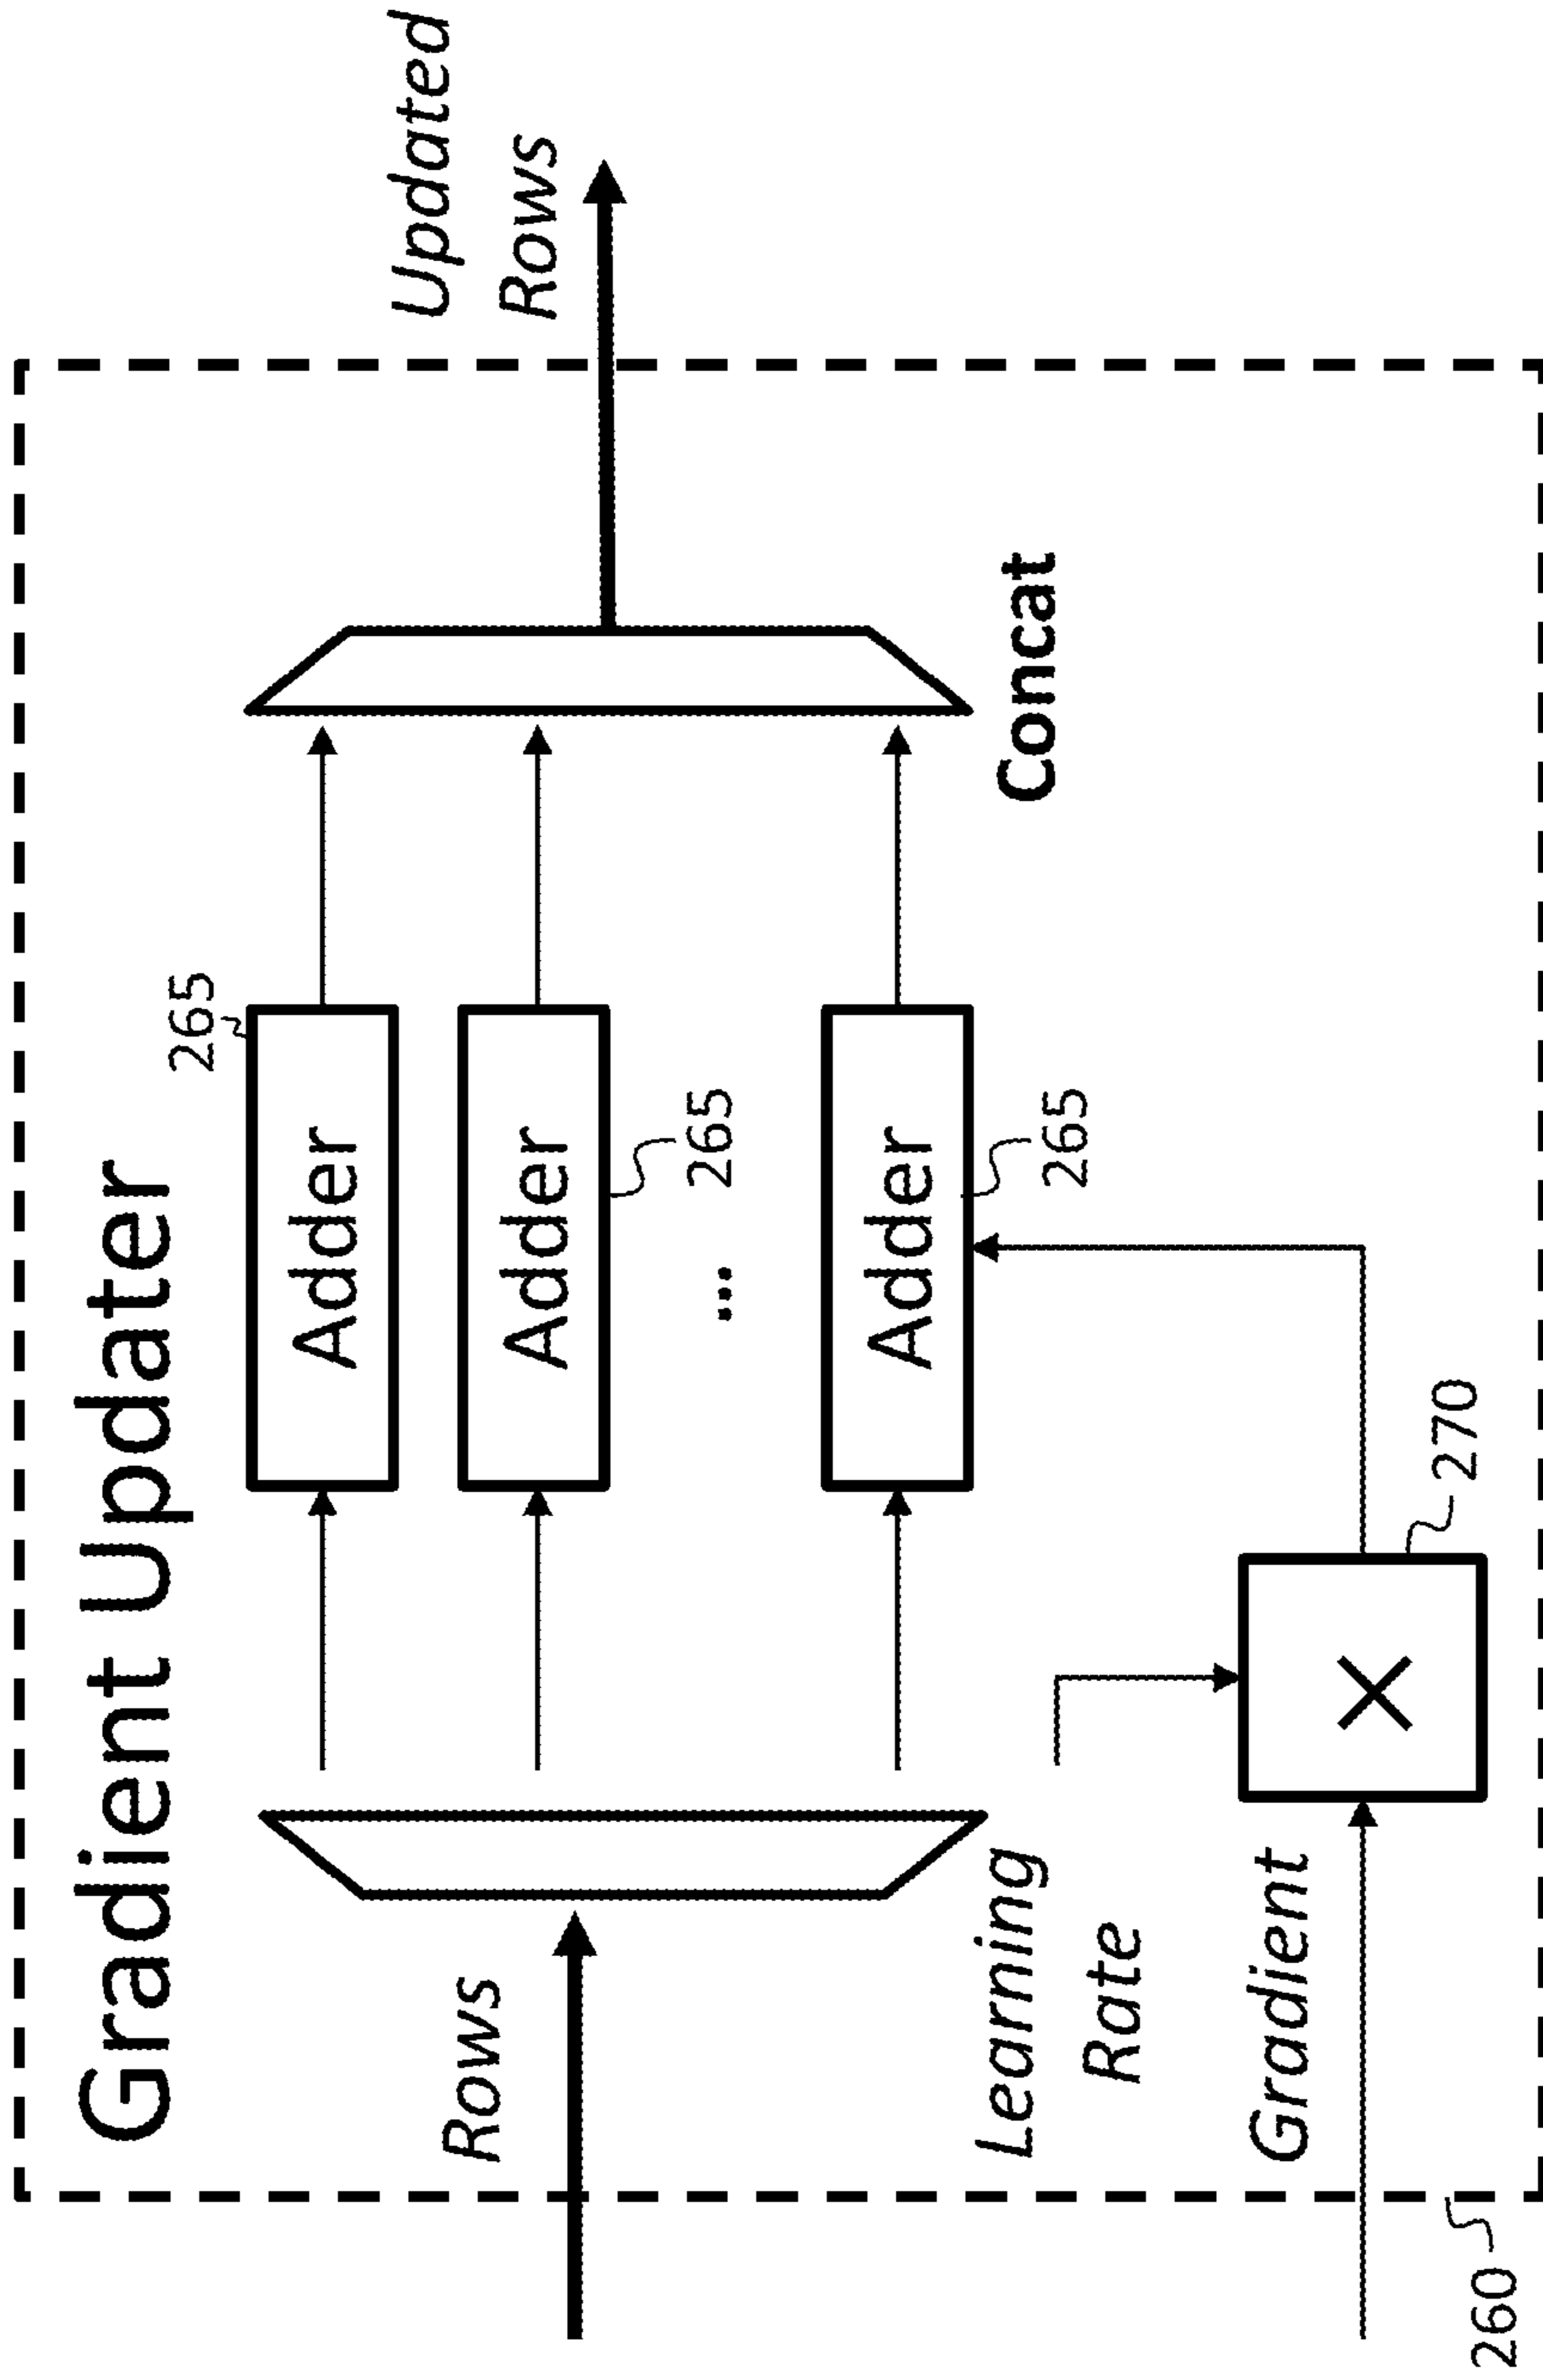 Gradient Updater
Rows
Adder
265
Adder
265
...
Adder
265
Learning
Rate
Gradient
×
270
Concat
Updated
Rows
260